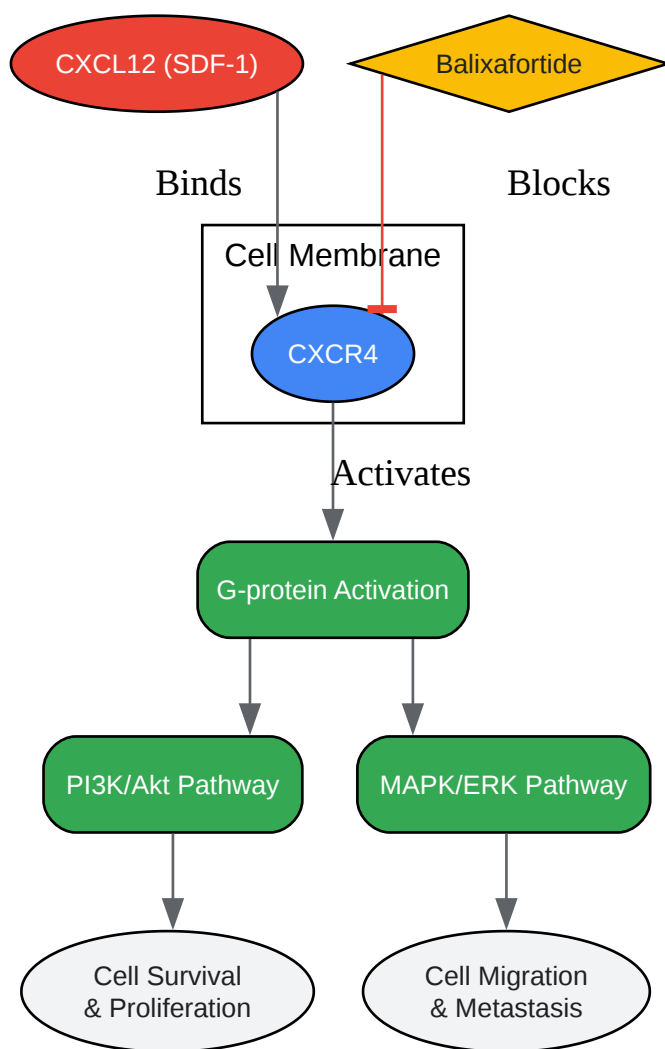 CXCL12 (SDF-1)
Balixafortide
Binds
Blocks
Cell Membrane
CXCR4
Activates
G-protein Activation
PI3K/Akt Pathway
MAPK/ERK Pathway
Cell Survival
& Proliferation
Cell Migration
& Metastasis